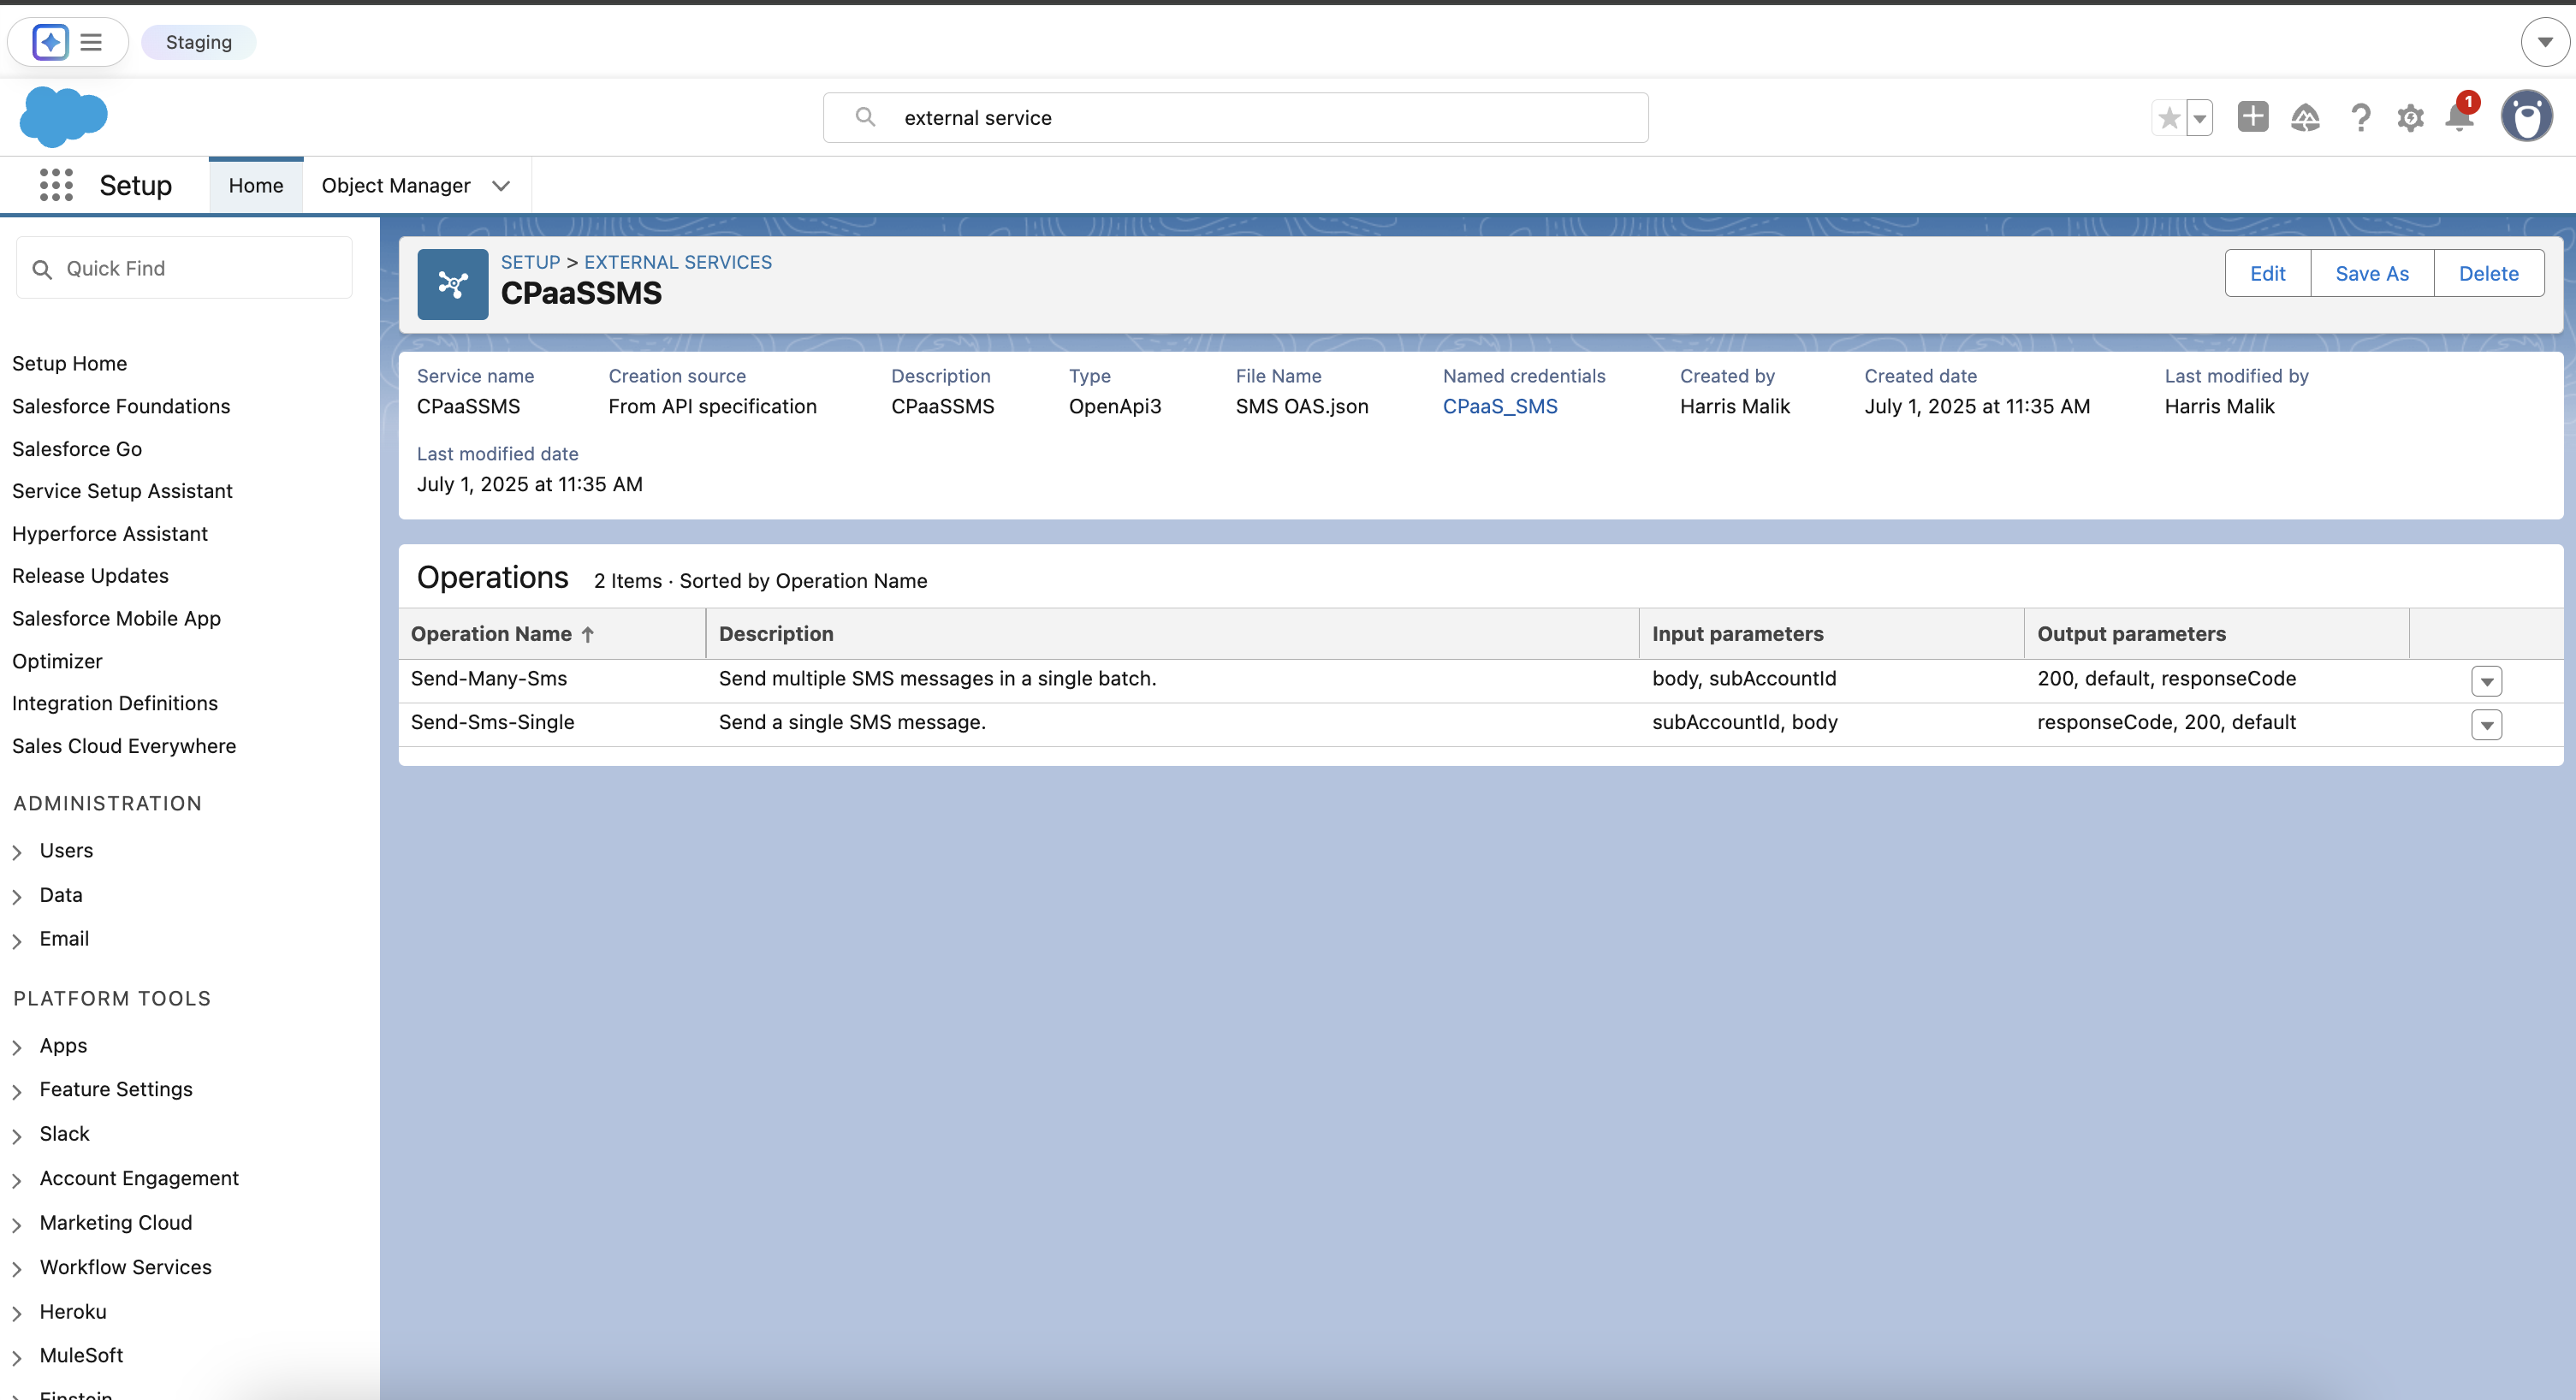 Staging
external service
1
Setup
Home
Object Manager
Quick Find
Setup Home
Salesforce Foundations
Salesforce Go
Service Setup Assistant
Hyperforce Assistant
Release Updates
Salesforce Mobile App
Optimizer
Integration Definitions
Sales Cloud Everywhere
ADMINISTRATION
Users
Data
Email
PLATFORM TOOLS
Apps
Feature Settings
Slack
Account Engagement
Marketing Cloud
Workflow Services
Heroku
MuleSoft
Einstein
SETUP > EXTERNAL SERVICES
CPaaSSMS
Edit Save As Delete
Service name Creation source Description Type File Name Named credentials Created by Created date Last modified by
CPaaSSMS From API specification CPaaSSMS OpenApi3 SMS OAS.json CPaaS_SMS Harris Malik July 1, 2025 at 11:35 AM Harris Malik
Last modified date
July 1, 2025 at 11:35 AM
Operations 2 Items · Sorted by Operation Name
Operation Name ↑ Description Input parameters Output parameters
Send-Many-Sms Send multiple SMS messages in a single batch. body, subAccountId 200, default, responseCode
Send-Sms-Single Send a single SMS message. subAccountId, body responseCode, 200, default